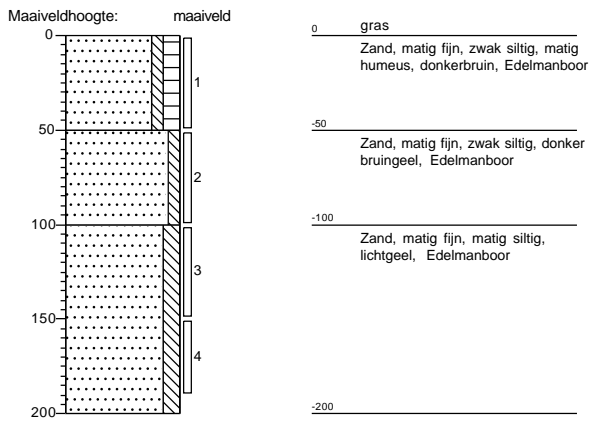 Maaiveldhoogte: maaiveld
0
50
100
150
200
1
2
3
4
0
gras
Zand, matig fijn, zwak siltig, matig
humeus, donkerbruin, Edelmanboor
-50
Zand, matig fijn, zwak siltig, donker
bruingeel, Edelmanboor
-100
Zand, matig fijn, matig siltig,
lichtgeel, Edelmanboor
-200